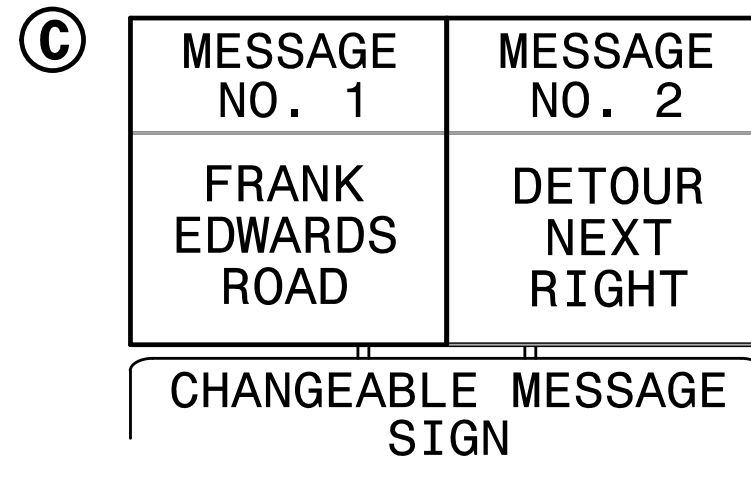 C
MESSAGE
NO. 1
MESSAGE
NO. 2
FRANK
EDWARDS
ROAD
DETOUR
NEXT
RIGHT
CHANGEABLE MESSAGE
SIGN